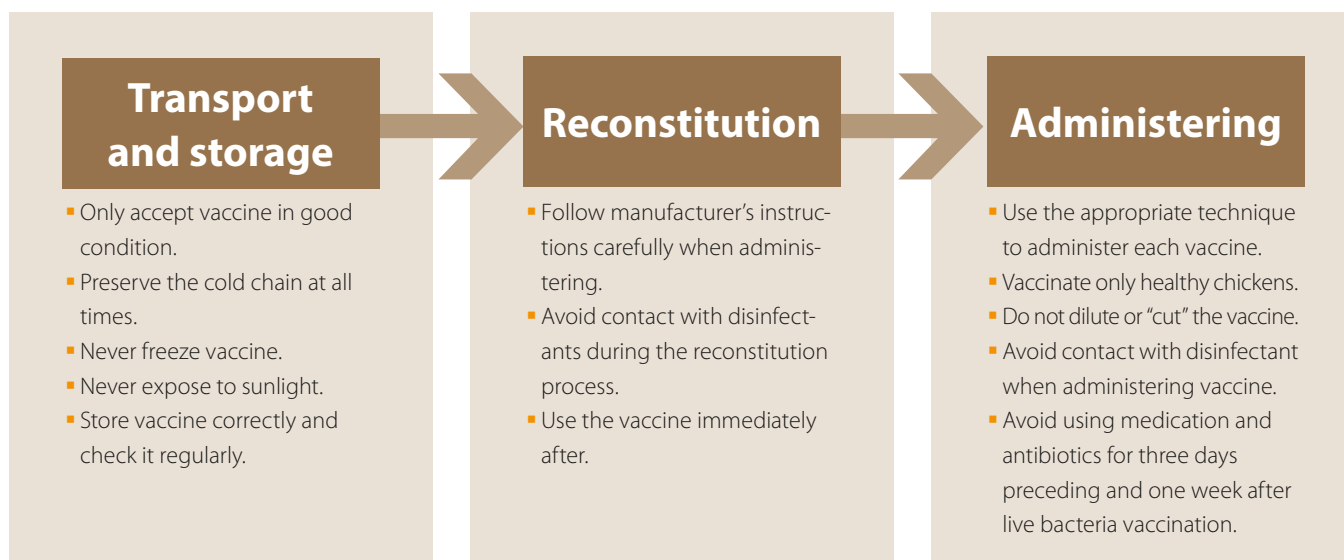 Transport
and storage
▪ Only accept vaccine in good
condition.
▪ Preserve the cold chain at all
times.
▪ Never freeze vaccine.
▪ Never expose to sunlight.
▪ Store vaccine correctly and
check it regularly.
Reconstitution
▪ Follow manufacturer’s instruc-
tions carefully when adminis-
tering.
▪ Avoid contact with disinfect-
ants during the reconstitution
process.
▪ Use the vaccine immediately
after.
Administering
▪ Use the appropriate technique
to administer each vaccine.
▪ Vaccinate only healthy chickens.
▪ Do not dilute or “cut” the vaccine.
▪ Avoid contact with disinfectant
when administering vaccine.
▪ Avoid using medication and
antibiotics for three days
preceding and one week after
live bacteria vaccination.